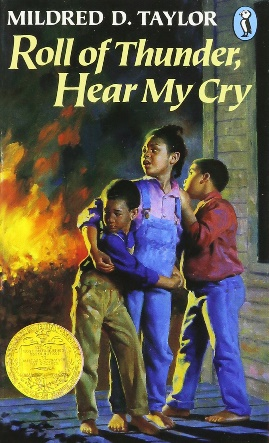 MILDRED D. TAYLOR
Roll of Thunder,
Hear My Cry